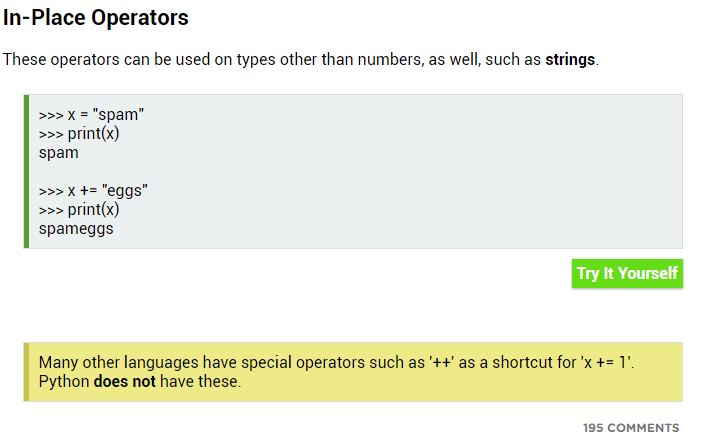 In-Place Operators
These operators can be used on types other than numbers, as well, such as strings.
>>> x = "spam"
>>> print(x)
spam
>>> x += "eggs"
>>> print(x)
spameggs
Try It Yourself
Many other languages have special operators such as '++' as a shortcut for 'x += 1'.
Python does not have these.
195 COMMENTS